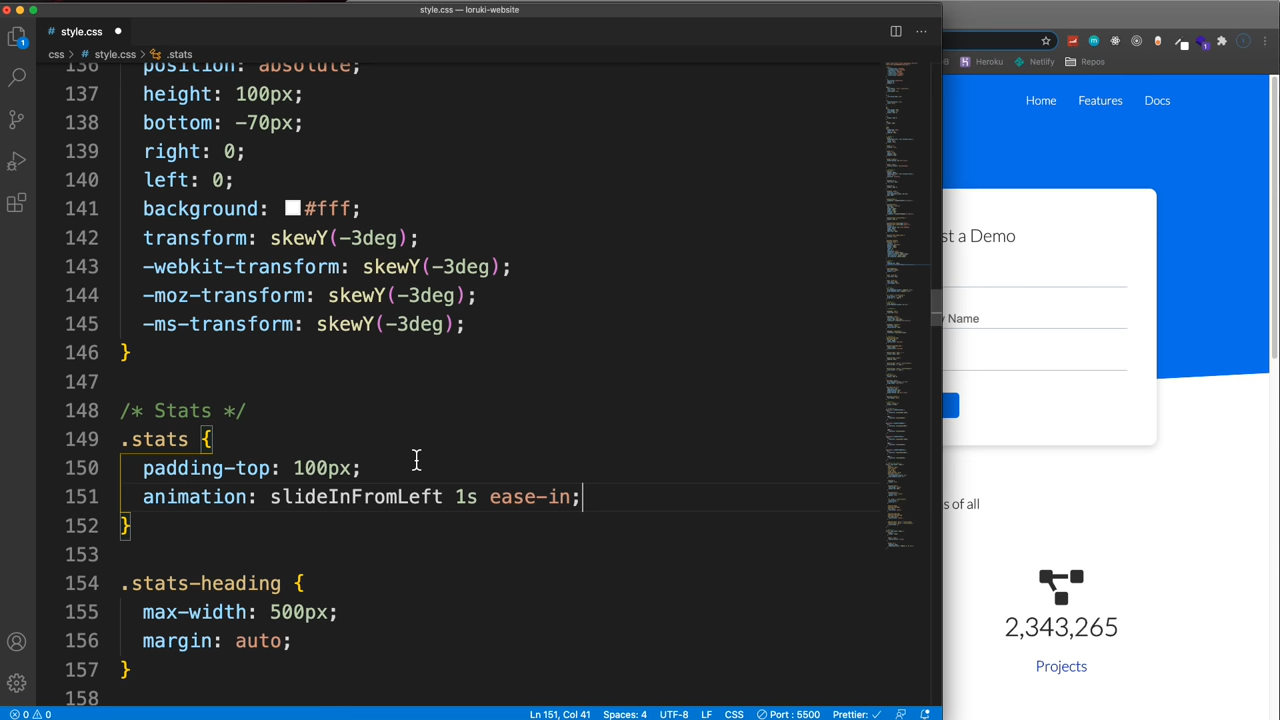 style.css — loruki-website
# style.css
css > # style.css > .stats
136 position: absolute;
137 height: 100px;
138 bottom: -70px;
139 right: 0;
140 left: 0;
141 background: #fff;
142 transform: skewY(-3deg);
143 -webkit-transform: skewY(-3deg);
144 -moz-transform: skewY(-3deg);
145 -ms-transform: skewY(-3deg);
146 }
147
148 /* Stats */
149 .stats {
150 padding-top: 100px;
151 animation: SlideInFromLeft 1s ease-in;
152 }
153
154 .stats-heading {
155 max-width: 500px;
156 margin: auto;
157 }
158
0 0
Ln 151, Col 41 Spaces: 4 UTF-8 LF CSS Port : 5500 Prettier: ✓
Heroku Netlify Repos
Home Features Docs
st a Demo
Name
s of all
2,343,265
Projects